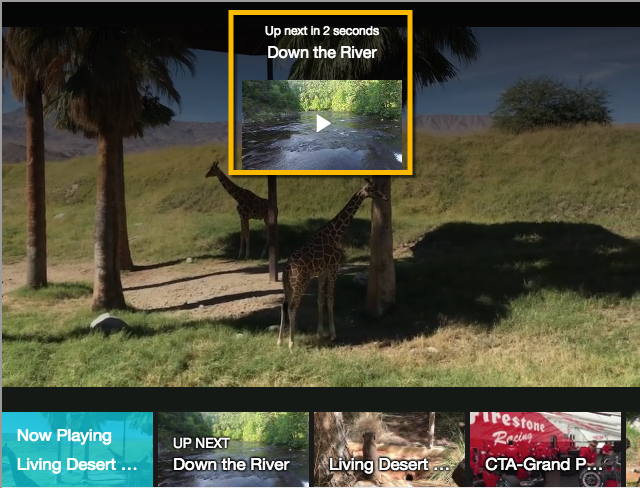 Up next in 2 seconds
Down the River
Now Playing
Living Desert ...
UP NEXT
Down the River
Living Desert ...
Firestone
Racing
CTA-Grand P...